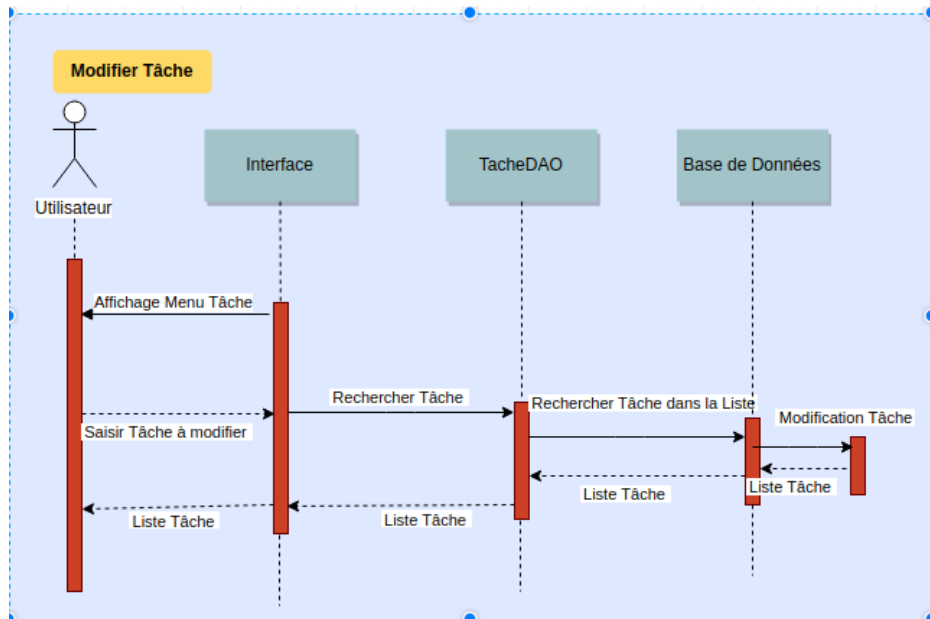 Modifier Tâche
Interface
TacheDAO
Base de Données
Utilisateur
Affichage Menu Tâche
Rechercher Tâche
Rechercher Tâche dans la Liste
Modification Tâche
Saisir Tâche à modifier
Liste Tâche
Liste Tâche
Liste Tâche
Liste Tâche